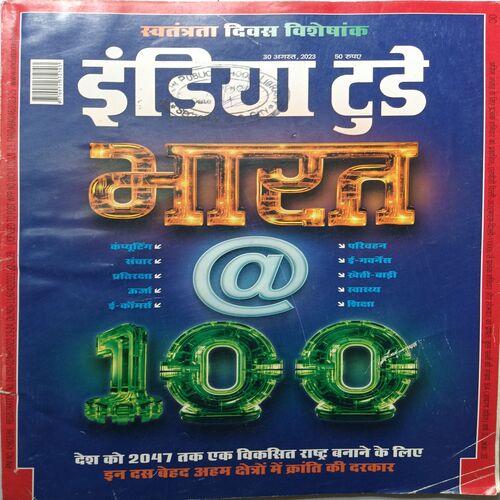 स्वतंत्रता दिवस विशेषांक
30 अगस्त, 2023
50 रुपए
इंडिया टुडे
PUBLIC
भारत
@
कंप्यूटिंग
संचार
प्रतिरक्षा
ऊर्जा
ई-कॉमर्स
परिवहन
ई-गवर्नेंस
खेती-बाड़ी
स्वास्थ्य
शिक्षा
100
देश को 2047 तक एक विकसित राष्ट्र बनाने के लिए
इन दस बेहद अहम क्षेत्रों में क्रांति की दरकार